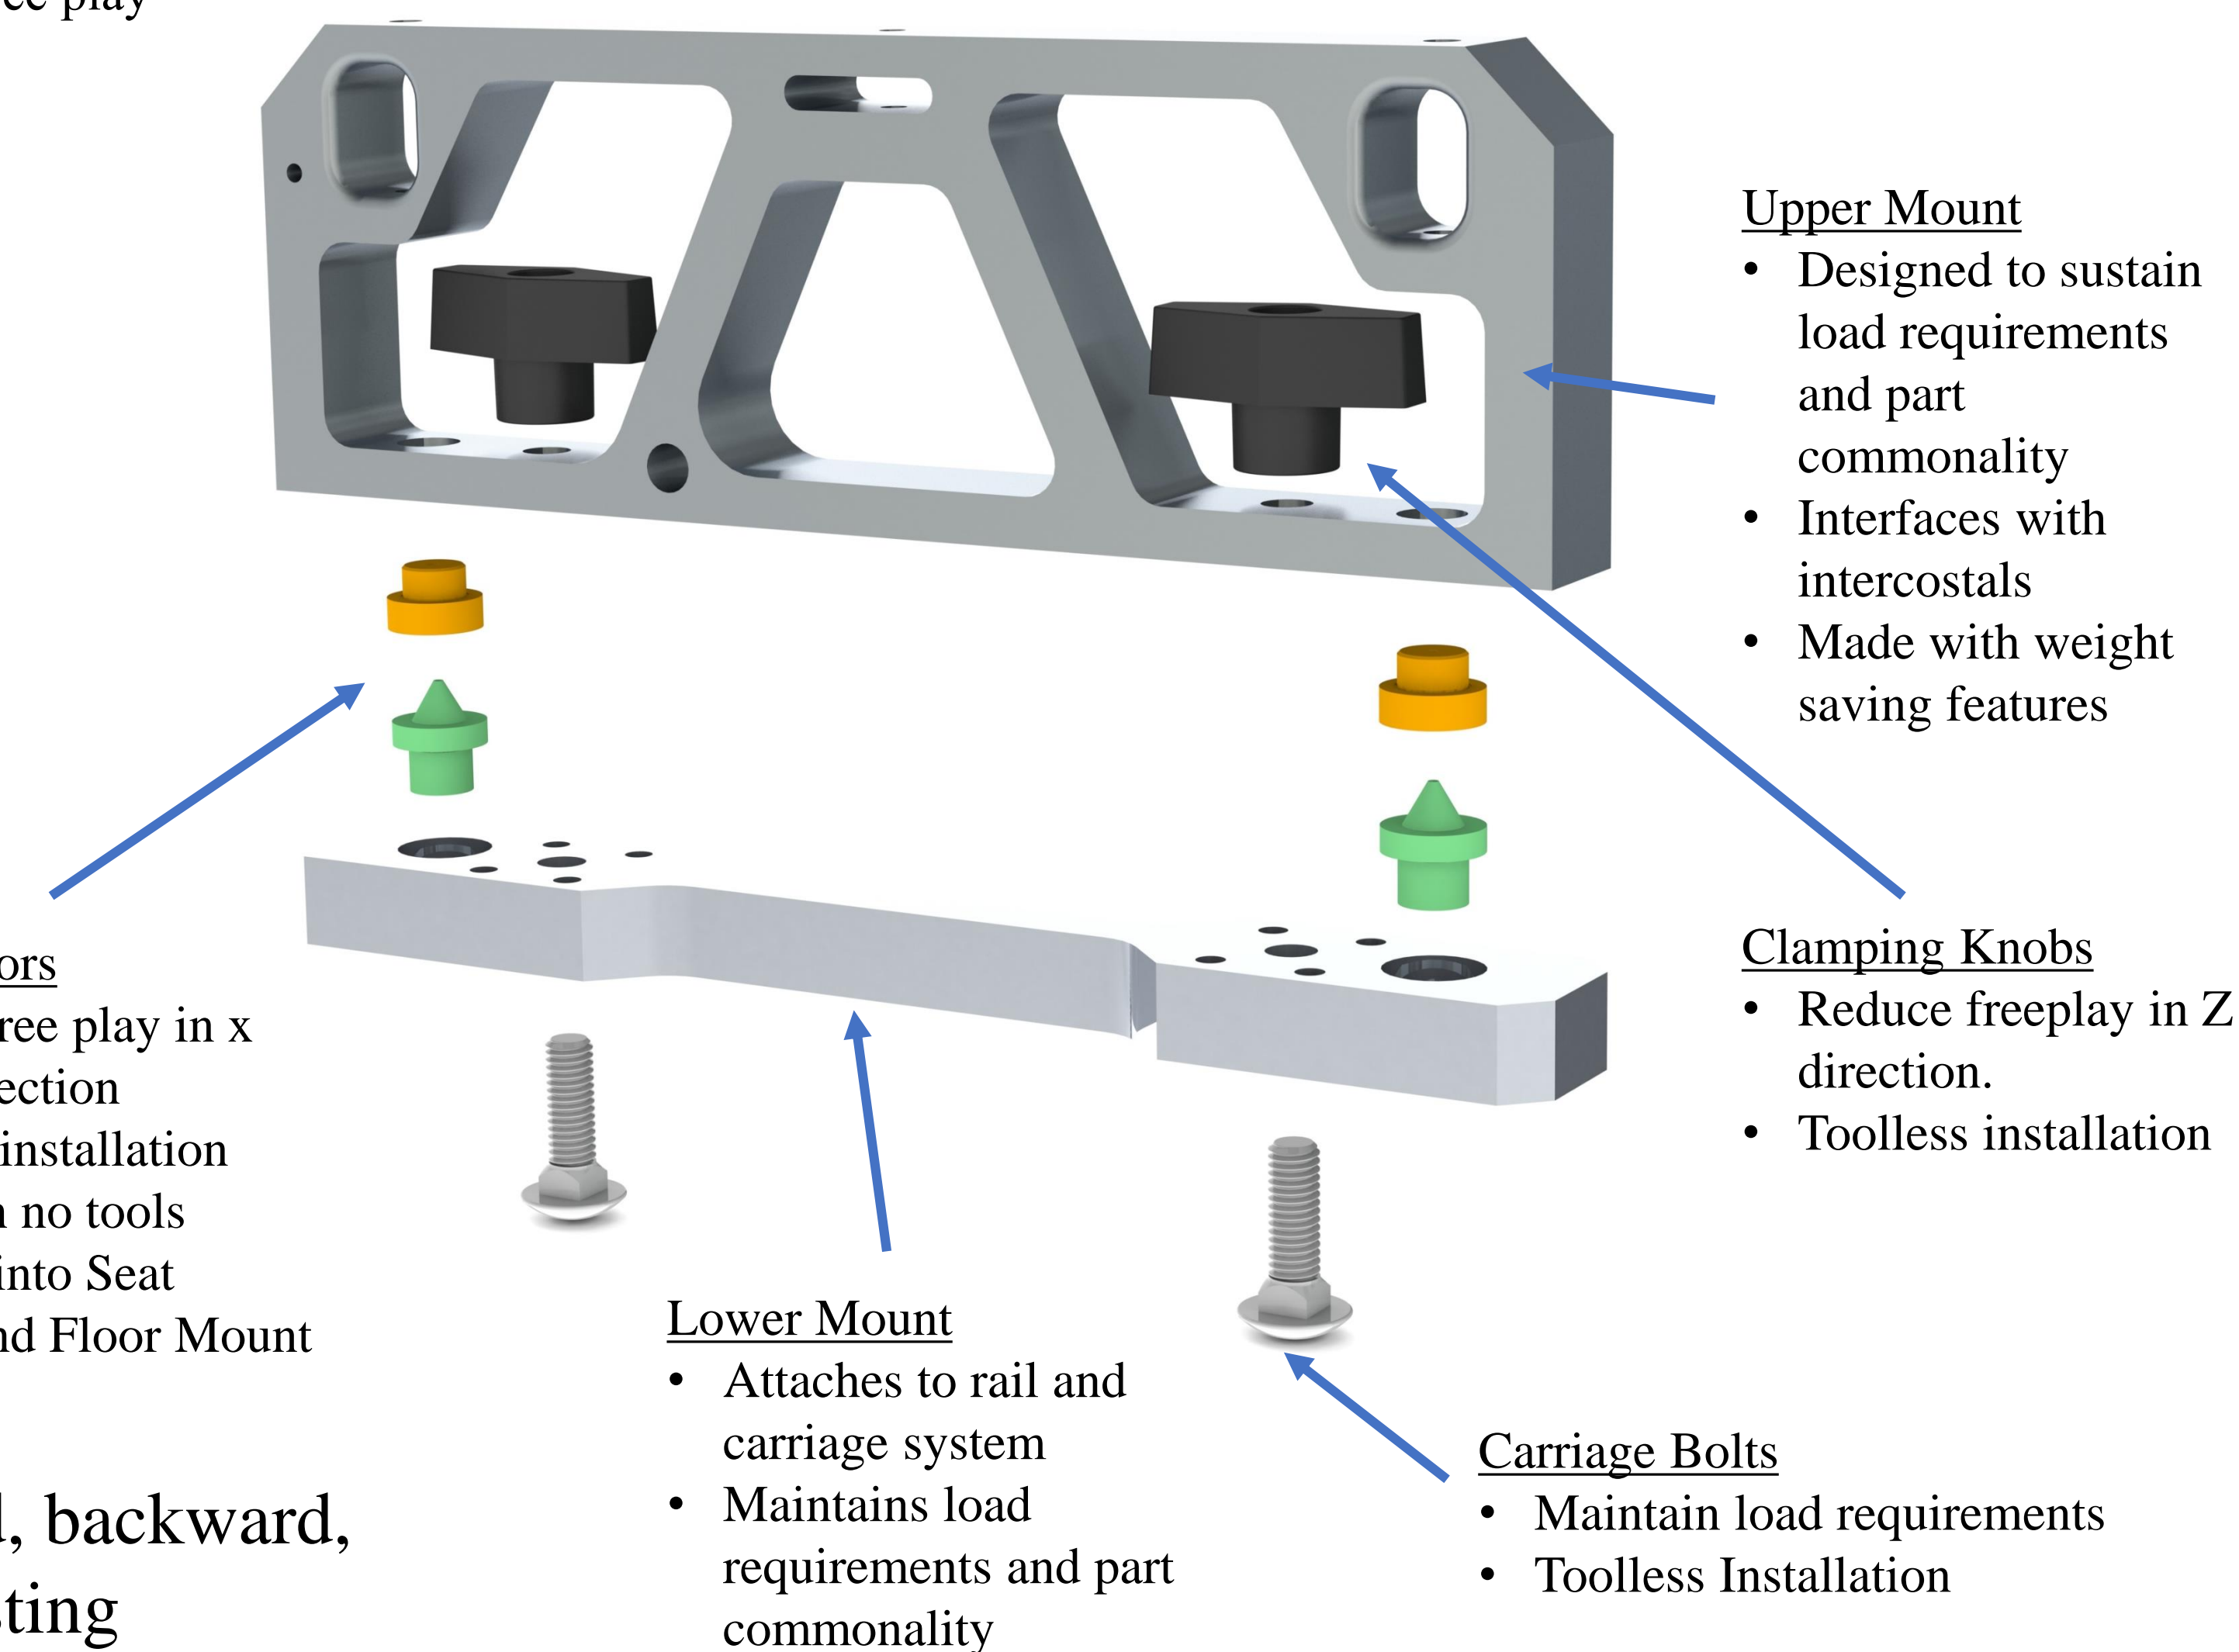 ee play
Upper Mount
• Designed to sustain
load requirements
and part
commonality
• Interfaces with
intercostals
• Made with weight
saving features
ors
ree play in x
ection
installation
n no tools
into Seat
nd Floor Mount
Clamping Knobs
• Reduce freeplay in Z
direction.
• Toolless installation
Lower Mount
• Attaches to rail and
carriage system
• Maintains load
requirements and part
commonality
Carriage Bolts
• Maintain load requirements
• Toolless Installation
, backward,
sting